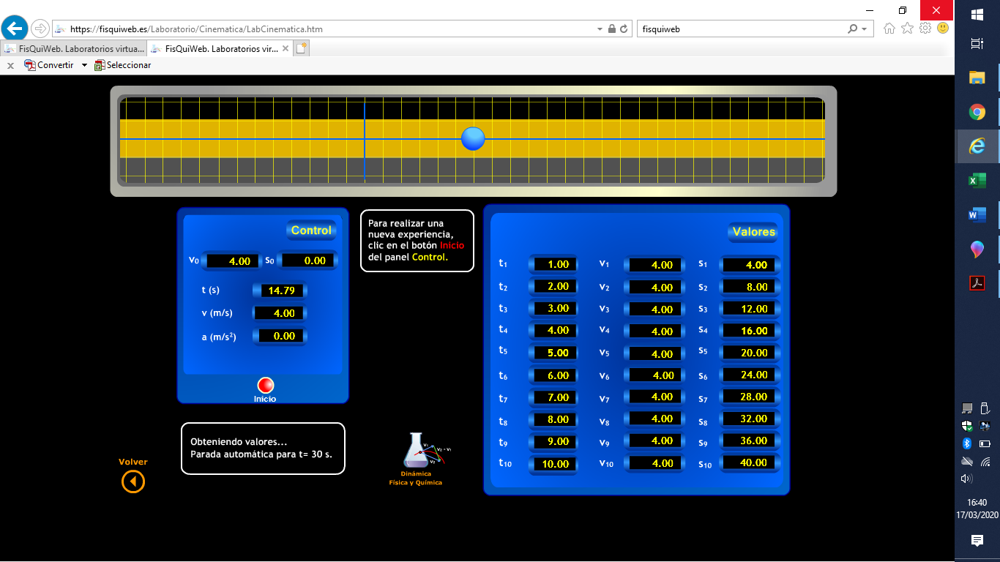 https://fisquiweb.es/Laboratorio/Cinematica/LabCinematica.htm
fisquiweb
FisQuiWeb. Laboratorios virtua...
FisQuiWeb. Laboratorios vir...
x Convertir Seleccionar
Control
v0 4.00 s0 0.00
t (s) 14.79
v (m/s) 4.00
a (m/s2) 0.00
Inicio
Para realizar una
nueva experiencia,
clic en el botón Inicio
del panel Control.
Valores
t1 1.00 v1 4.00 s1 4.00
t2 2.00 v2 4.00 s2 8.00
t3 3.00 v3 4.00 s3 12.00
t4 4.00 v4 4.00 s4 16.00
t5 5.00 v5 4.00 s5 20.00
t6 6.00 v6 4.00 s6 24.00
t7 7.00 v7 4.00 s7 28.00
t8 8.00 v8 4.00 s8 32.00
t9 9.00 v9 4.00 s9 36.00
t10 10.00 v10 4.00 s10 40.00
Obteniendo valores...
Parada automática para t= 30 s.
Volver
v1
v2 - v1
v2
Dinámica
Física y Química
16:40
17/03/2020